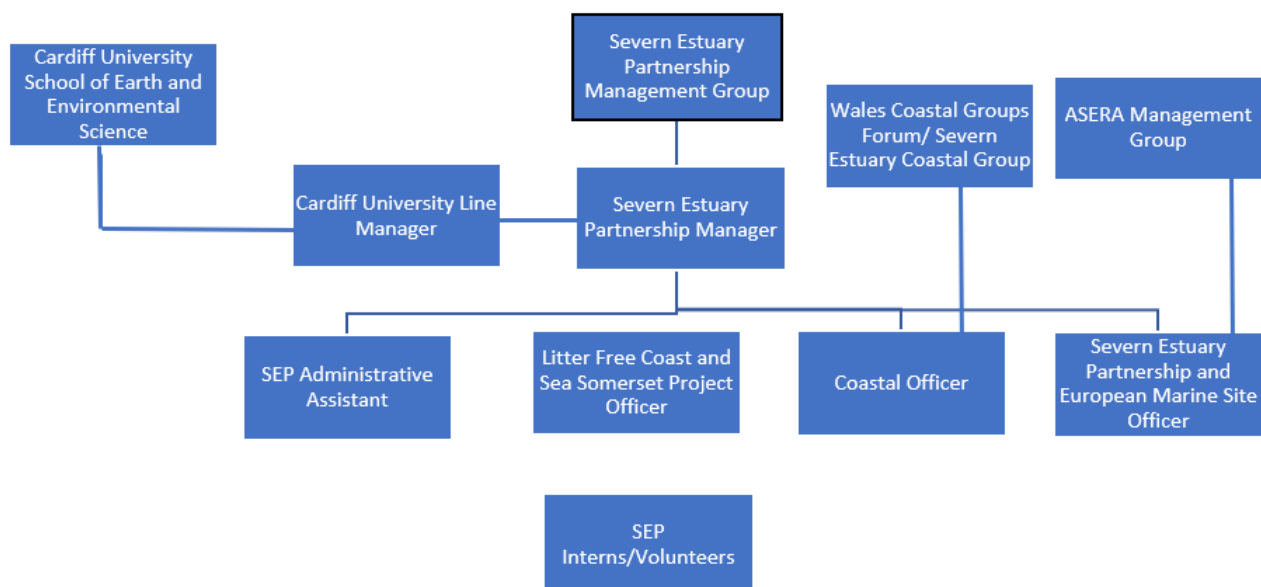 Cardiff University
School of Earth and
Environmental
Science
Severn Estuary
Partnership
Management Group
Wales Coastal Groups
Forum/ Severn
Estuary Coastal Group
ASERA Management
Group
Cardiff University Line
Manager
Severn Estuary
Partnership Manager
SEP Administrative
Assistant
Litter Free Coast and
Sea Somerset Project
Officer
Coastal Officer
Severn Estuary
Partnership and
European Marine Site
Officer
SEP
Interns/Volunteers